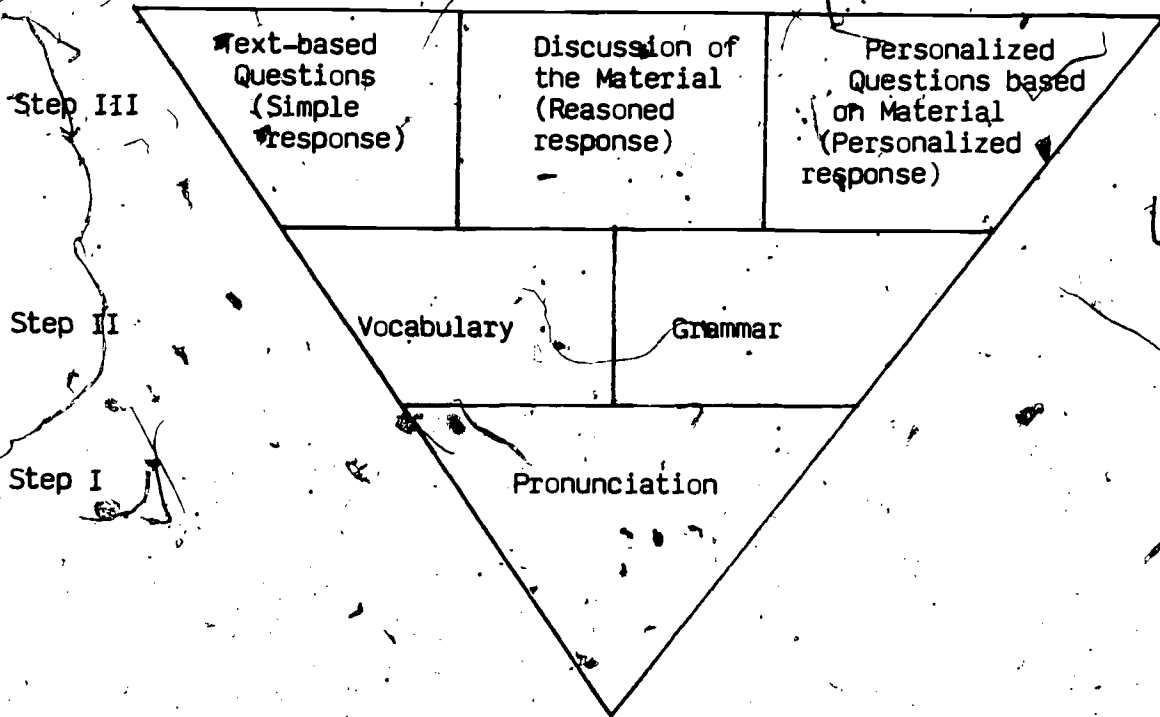 Step III
Text-based
Questions
(Simple
response)
Discussion of
the Material
(Reasoned
response)
Personalized
Questions based
on Material
(Personalized
response)
Step II
Vocabulary
Grammar
Step I
Pronunciation